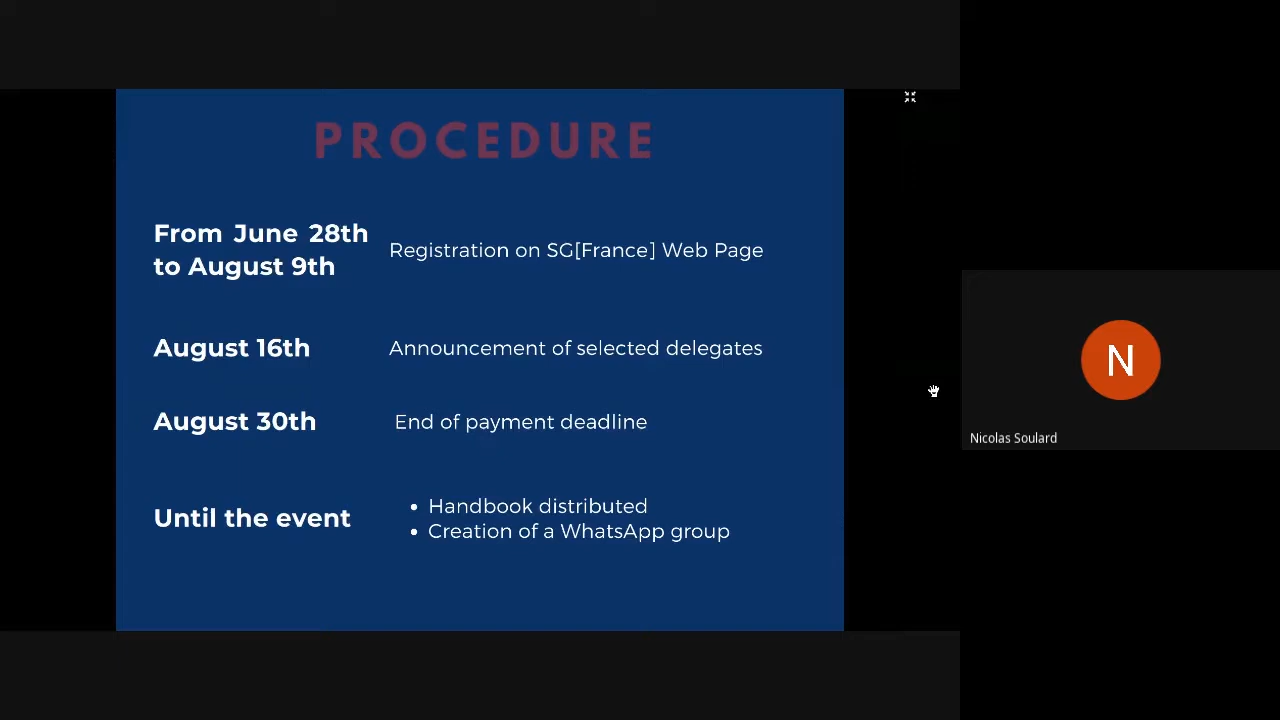 PROCEDURE
From June 28th
to August 9th
Registration on SG[France] Web Page
August 16th
Announcement of selected delegates
August 30th
End of payment deadline
Until the event
• Handbook distributed
• Creation of a WhatsApp group
N
Nicolas Soulard